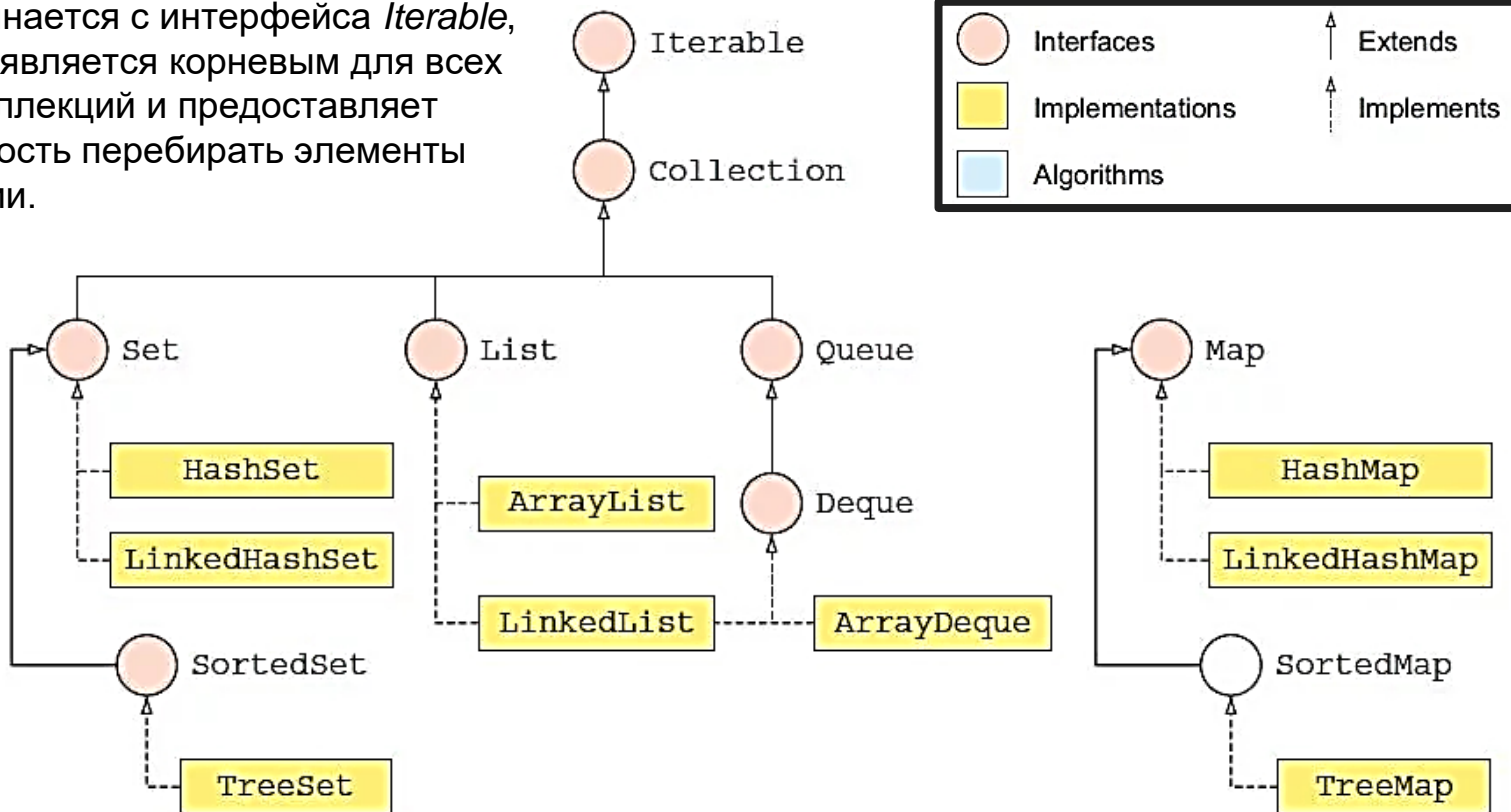 нается с интерфейса Iterable,
является корневым для всех
ллекций и предоставляет
ость перебирать элементы
ии.
Iterable
Collection
Interfaces
Extends
Implementations
Implements
Algorithms
Set
List
Queue
Map
HashSet
ArrayList
Deque
HashMap
LinkedHashSet
LinkedHashMap
LinkedList
ArrayDeque
SortedSet
SortedMap
TreeSet
TreeMap